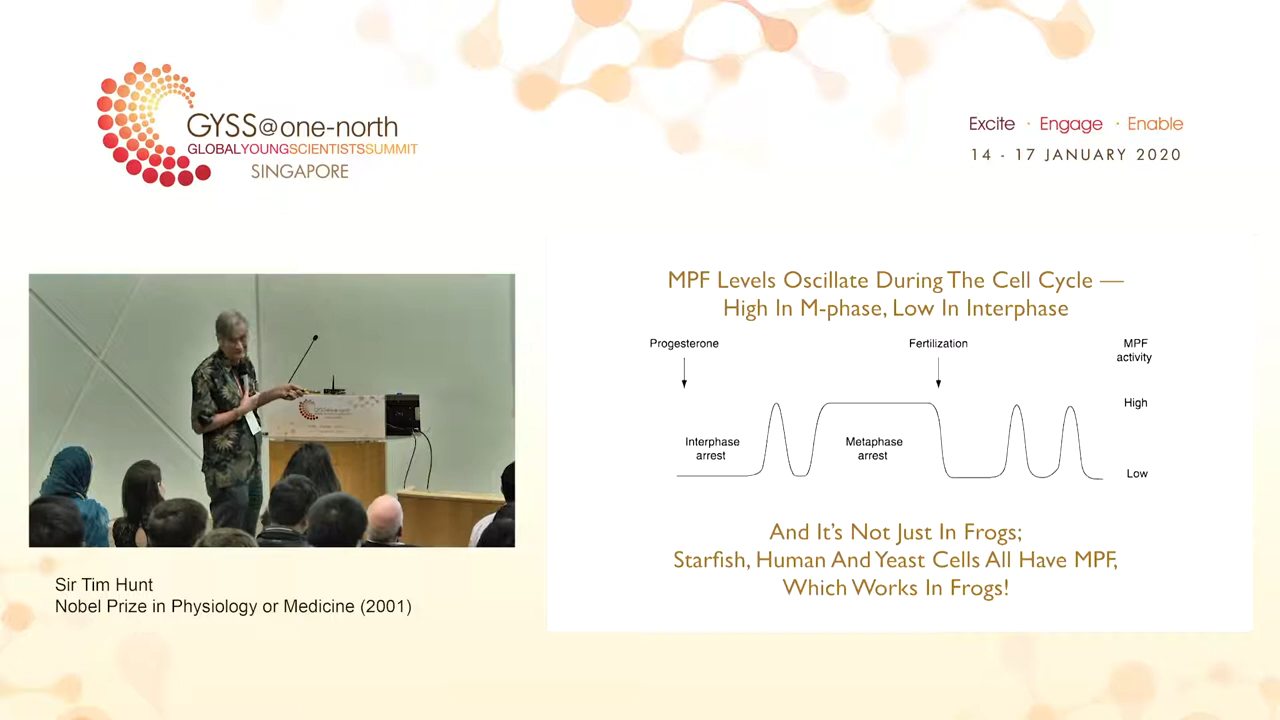 GYSS@one-north
GLOBALYOUNGSCIENTISTSSUMMIT
SINGAPORE
Excite · Engage · Enable
14 - 17 JANUARY 2020
MPF Levels Oscillate During The Cell Cycle —
High In M-phase, Low In Interphase
Progesterone
Fertilization
MPF
activity
High
Interphase
arrest
Metaphase
arrest
Low
And It's Not Just In Frogs;
Starfish, Human And Yeast Cells All Have MPF,
Which Works In Frogs!
GYSS@one-north
Sir Tim Hunt
Nobel Prize in Physiology or Medicine (2001)